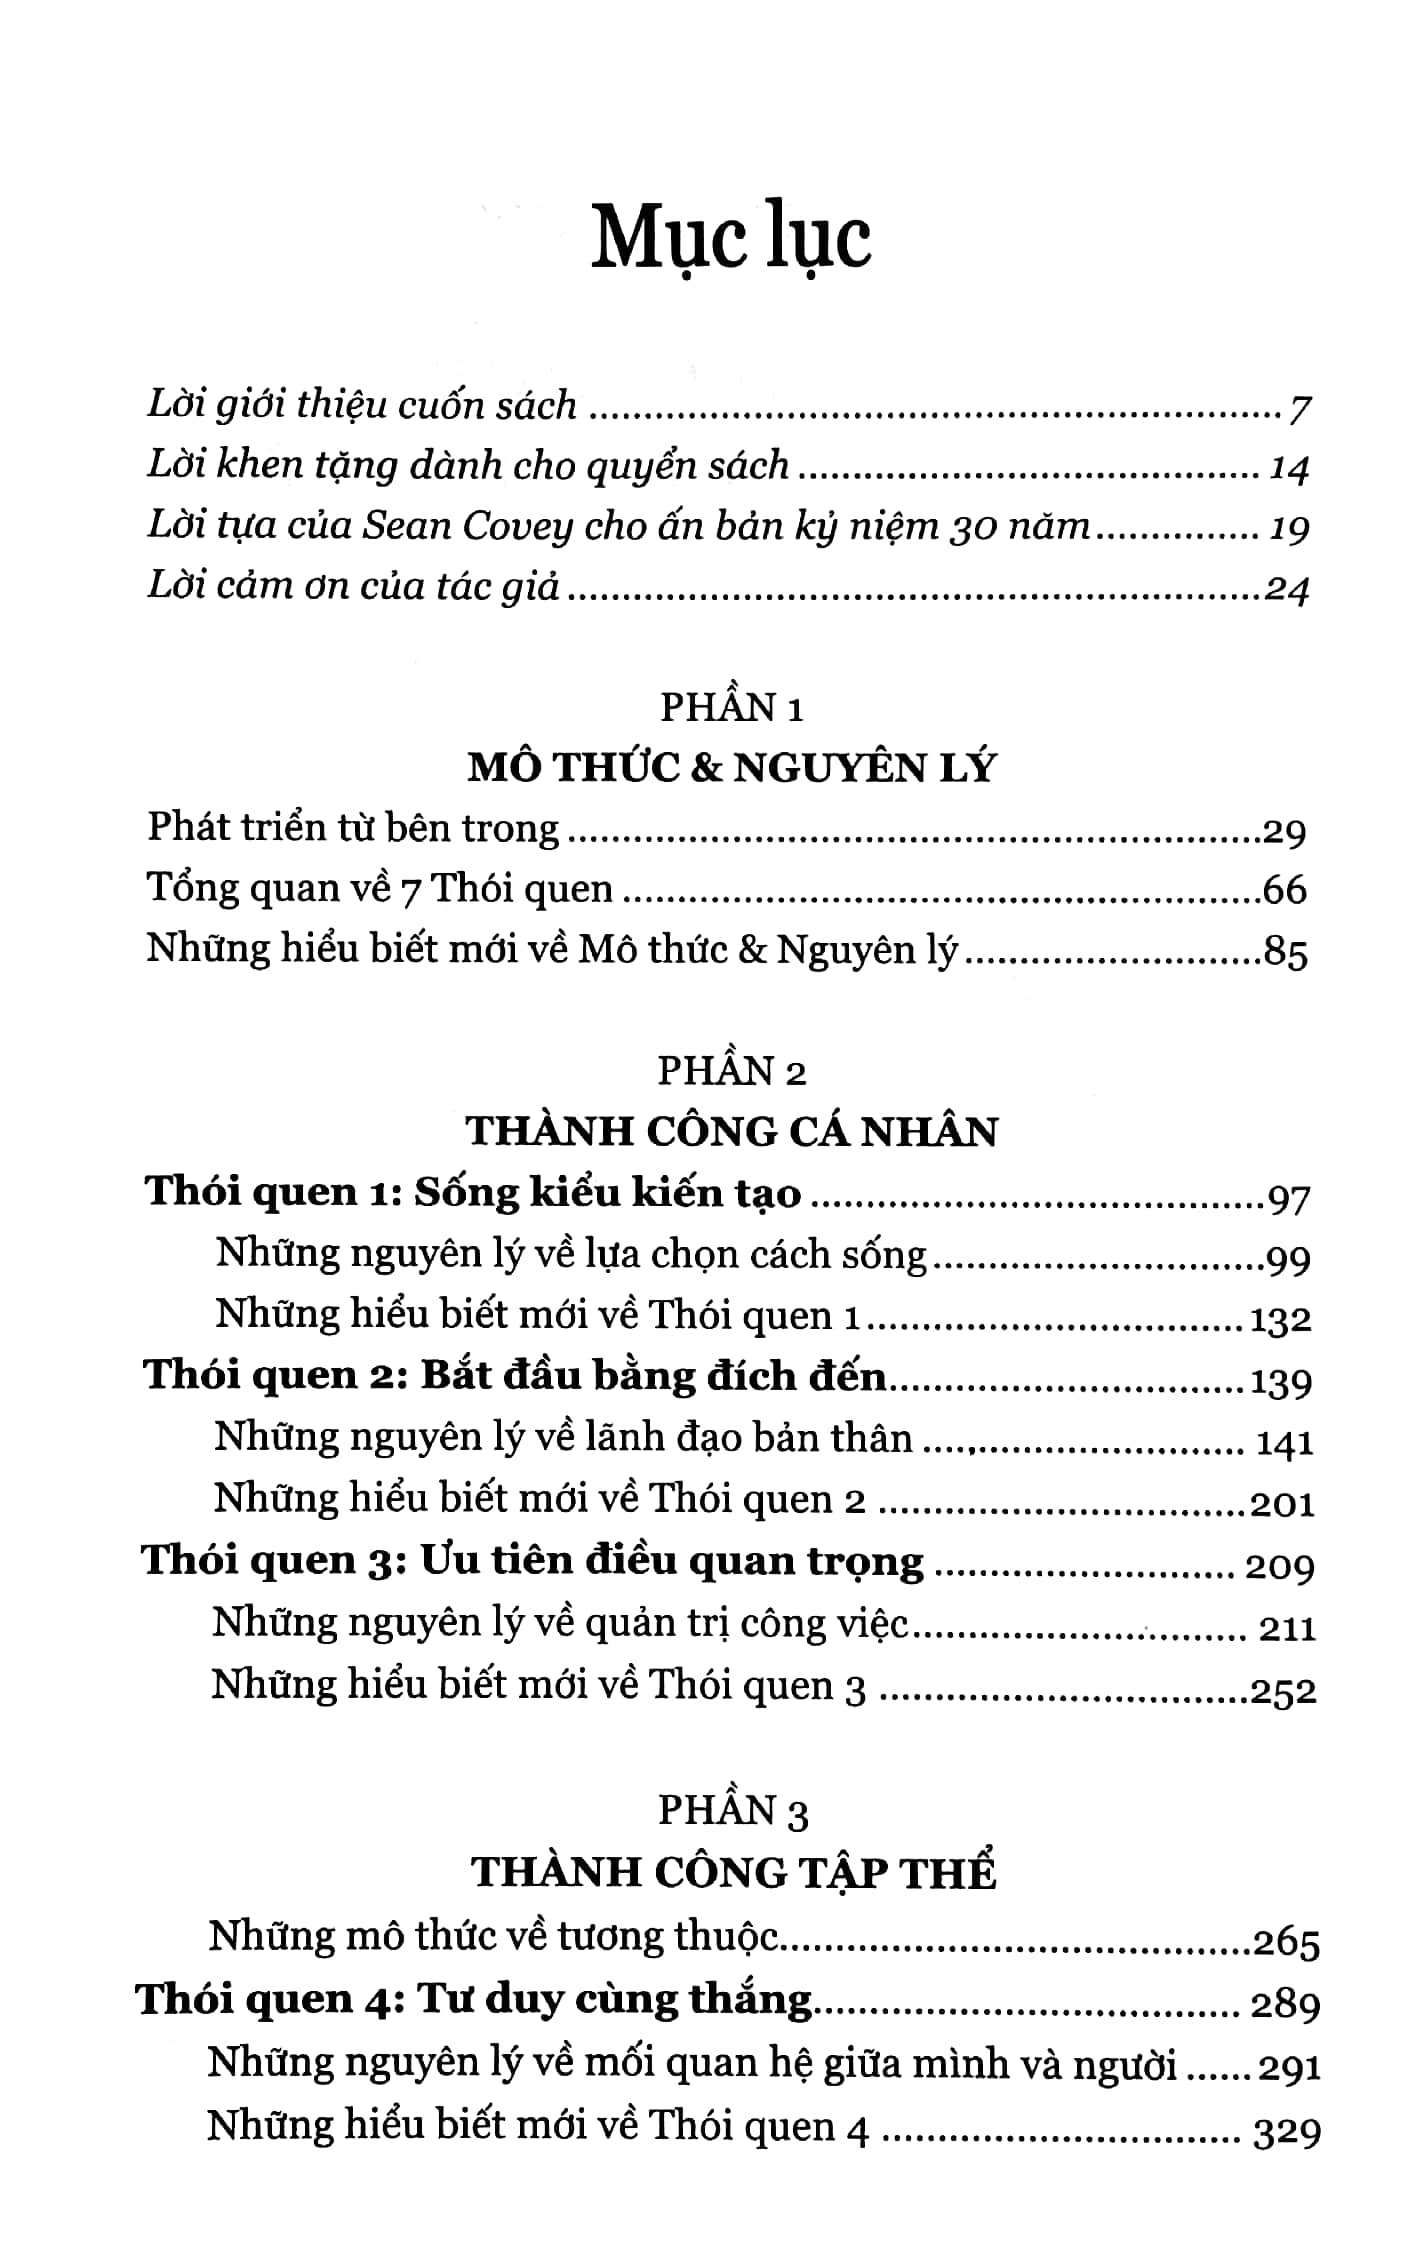 Mục lục
Lời giới thiệu cuốn sách ........................ 7
Lời khen tặng dành cho quyển sách ........................ 14
Lời tựa của Sean Covey cho ấn bản kỷ niệm 30 năm ........................ 19
Lời cảm ơn của tác giả ........................ 24
PHẦN 1
MÔ THỨC & NGUYÊN LÝ
Phát triển từ bên trong ........................ 29
Tổng quan về 7 Thói quen ........................ 66
Những hiểu biết mới về Mô thức & Nguyên lý ........................ 85
PHẦN 2
THÀNH CÔNG CÁ NHÂN
Thói quen 1: Sống kiểu kiến tạo ........................ 97
Những nguyên lý về lựa chọn cách sống ........................ 99
Những hiểu biết mới về Thói quen 1 ........................ 132
Thói quen 2: Bắt đầu bằng đích đến ........................ 139
Những nguyên lý về lãnh đạo bản thân ........................ 141
Những hiểu biết mới về Thói quen 2 ........................ 201
Thói quen 3: Ưu tiên điều quan trọng ........................ 209
Những nguyên lý về quản trị công việc ........................ 211
Những hiểu biết mới về Thói quen 3 ........................ 252
PHẦN 3
THÀNH CÔNG TẬP THỂ
Những mô thức về tương thuộc ........................ 265
Thói quen 4: Tư duy cùng thắng ........................ 289
Những nguyên lý về mối quan hệ giữa mình và người ...... 291
Những hiểu biết mới về Thói quen 4 ........................ 329